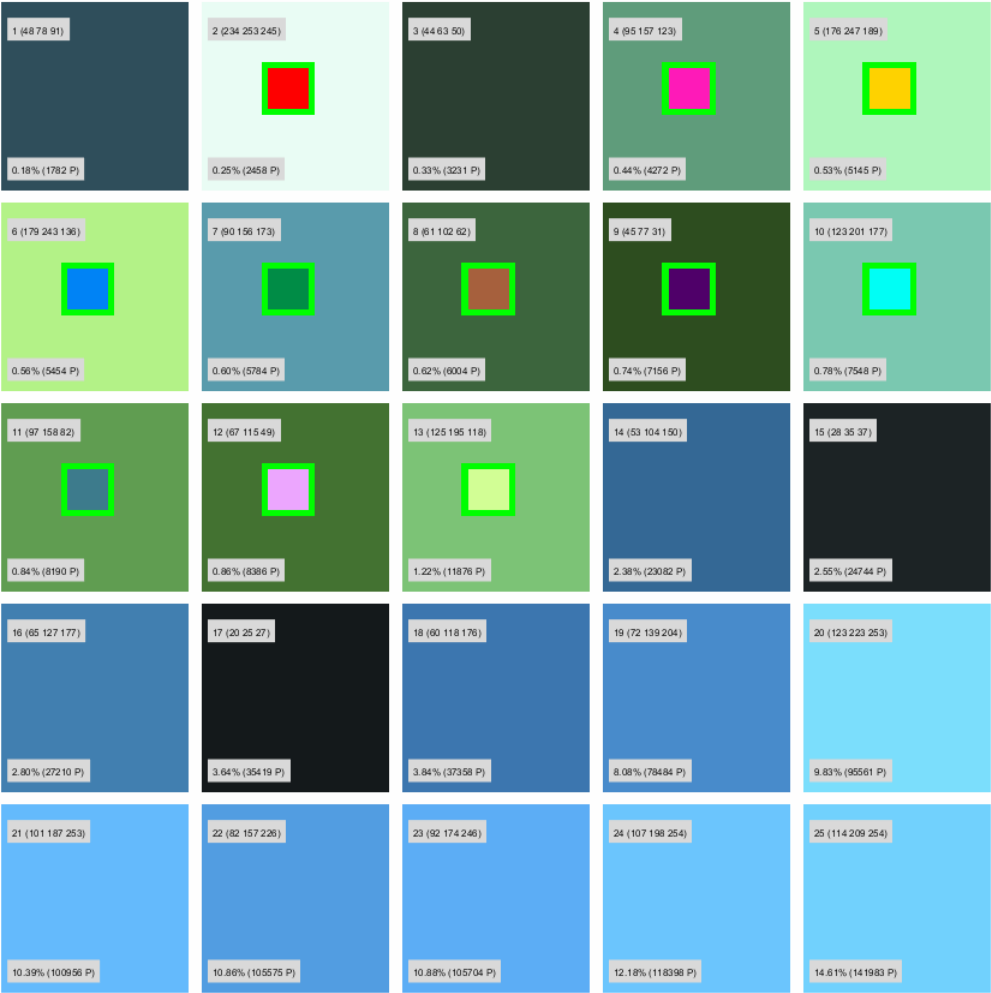 1 (48 78 91)
0.18% (1782 P)
2 (234 253 245)
0.25% (2458 P)
3 (44 63 50)
0.33% (3231 P)
4 (95 157 123)
0.44% (4272 P)
5 (176 247 189)
0.53% (5145 P)
6 (179 243 136)
0.56% (5454 P)
7 (90 156 173)
0.60% (5784 P)
8 (61 102 62)
0.62% (6004 P)
9 (45 77 31)
0.74% (7156 P)
10 (123 201 177)
0.78% (7548 P)
11 (97 158 82)
0.84% (8190 P)
12 (67 115 49)
0.86% (8386 P)
13 (125 195 118)
1.22% (11876 P)
14 (53 104 150)
2.38% (23082 P)
15 (28 35 37)
2.55% (24744 P)
16 (65 127 177)
2.80% (27210 P)
17 (20 25 27)
3.64% (35419 P)
18 (60 118 176)
3.84% (37358 P)
19 (72 139 204)
8.08% (78484 P)
20 (123 223 253)
9.83% (95561 P)
21 (101 187 253)
10.39% (100956 P)
22 (82 157 226)
10.86% (105575 P)
23 (92 174 246)
10.88% (105704 P)
24 (107 198 254)
12.18% (118398 P)
25 (114 209 254)
14.61% (141983 P)